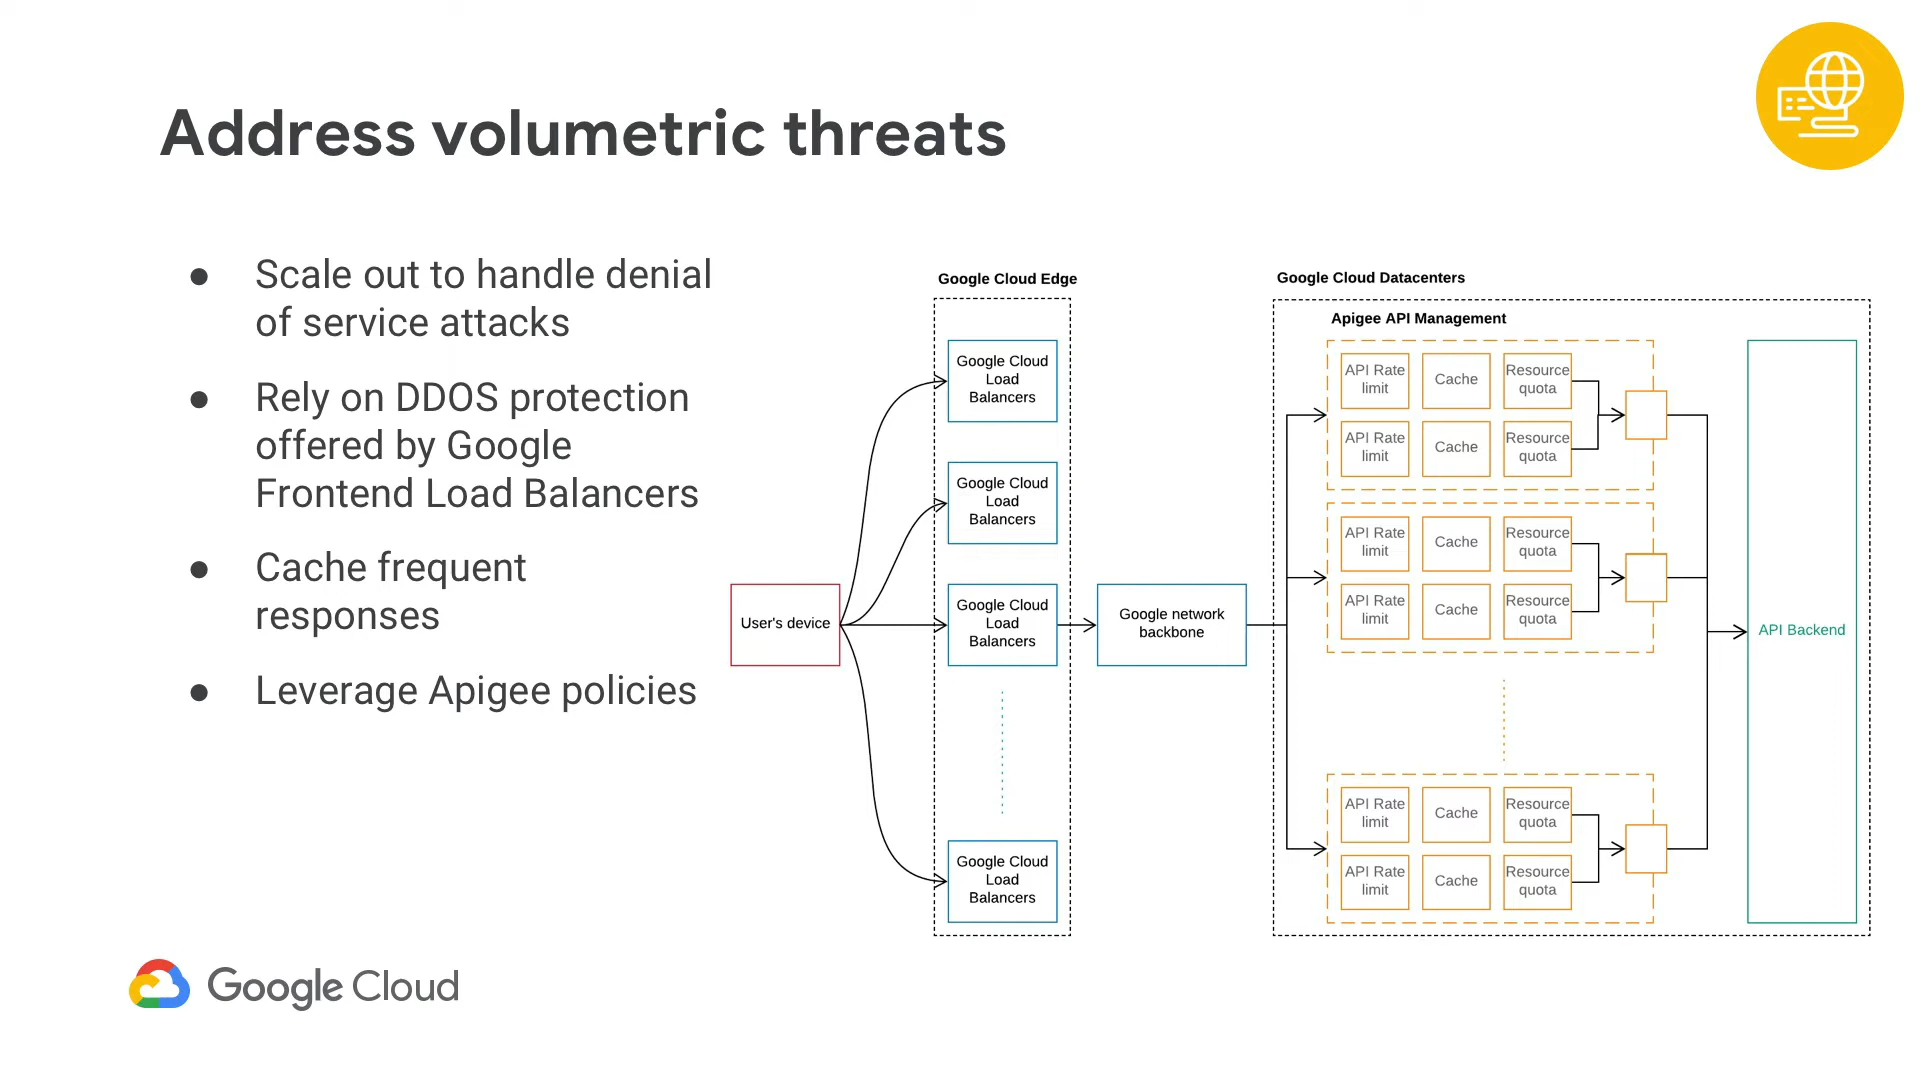 Address volumetric threats
Scale out to handle denial
of service attacks
Rely on DDOS protection
offered by Google
Frontend Load Balancers
Cache frequent
responses
Leverage Apigee policies
User's device
Google Cloud Edge
Google Cloud
Load
Balancers
Google Cloud
Load
Balancers
Google Cloud
Load
Balancers
Google Cloud
Load
Balancers
Google network
backbone
Google Cloud Datacenters
Apigee API Management
API Rate
limit
Cache
Resource
quota
API Rate
limit
Cache
Resource
quota
API Rate
limit
Cache
Resource
quota
API Rate
limit
Cache
Resource
quota
API Rate
limit
Cache
Resource
quota
API Rate
limit
Cache
Resource
quota
API Backend
Google Cloud